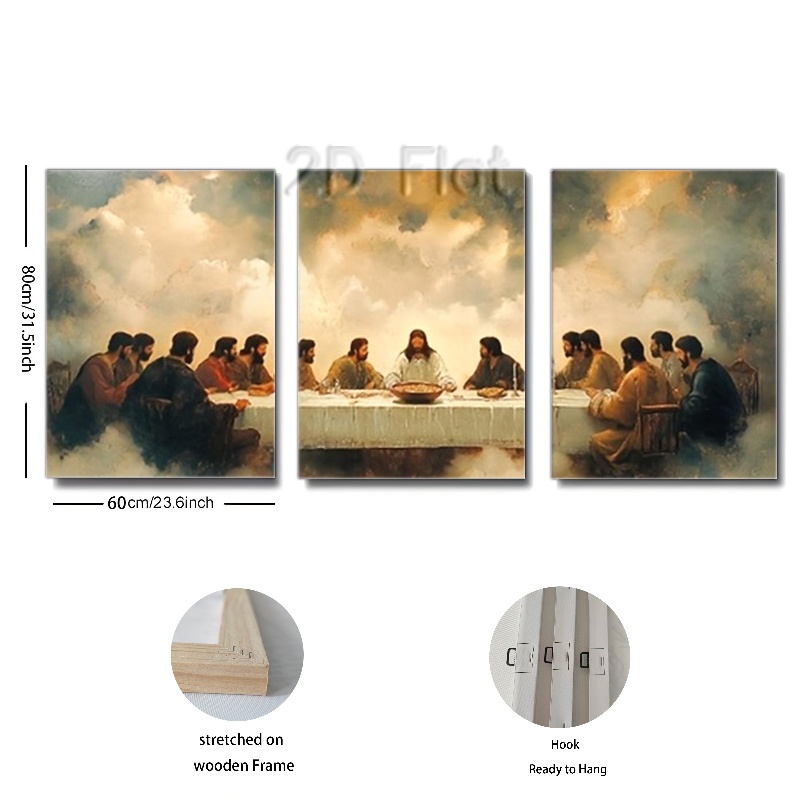 2D Flat
80cm/31.5inch
60cm/23.6inch
stretched on
wooden Frame
Hook
Ready to Hang